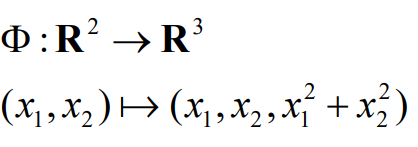 Φ : R² → R³
(x₁, x₂) ↦ (x₁, x₂, x₁² + x₂²)